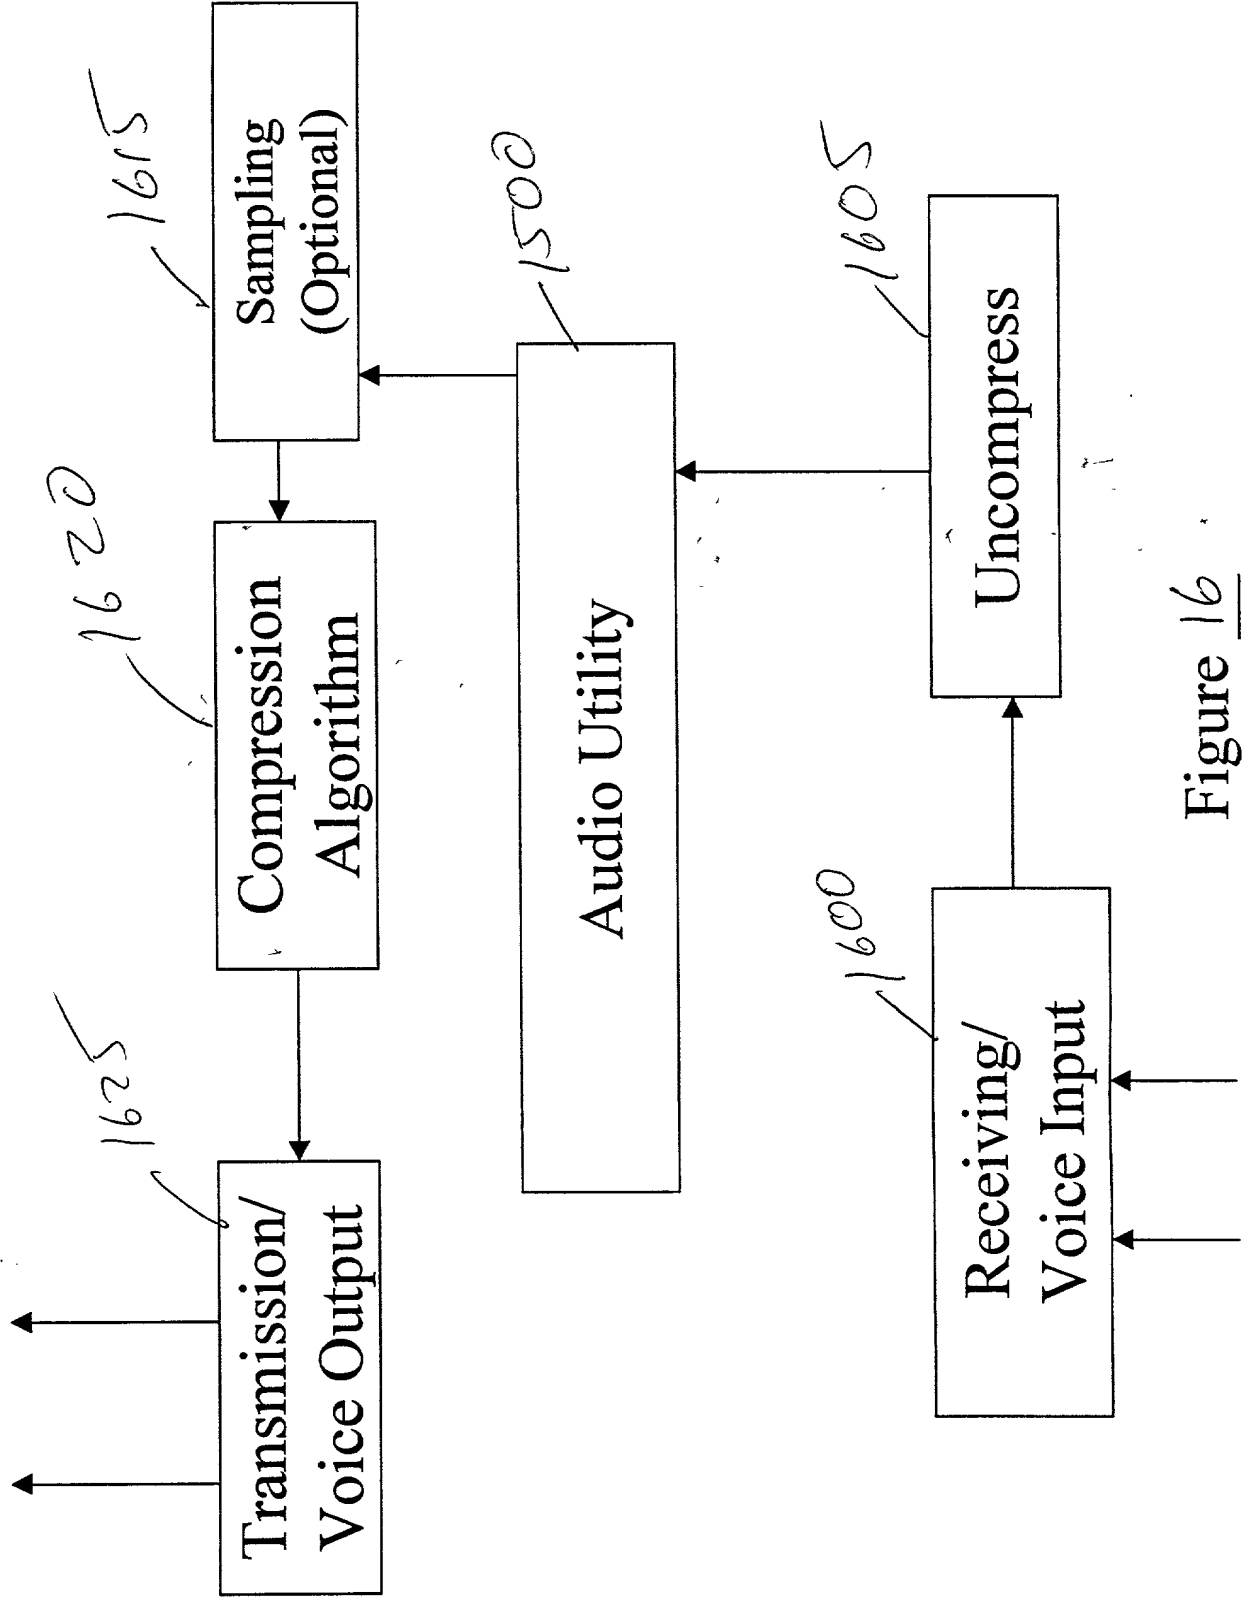 1625
Transmission/
Voice Output
1620
Compression
Algorithm
1615
Sampling
(Optional)
1500
Audio Utility
1600
Receiving/
Voice Input
1605
Uncompress
Figure 16